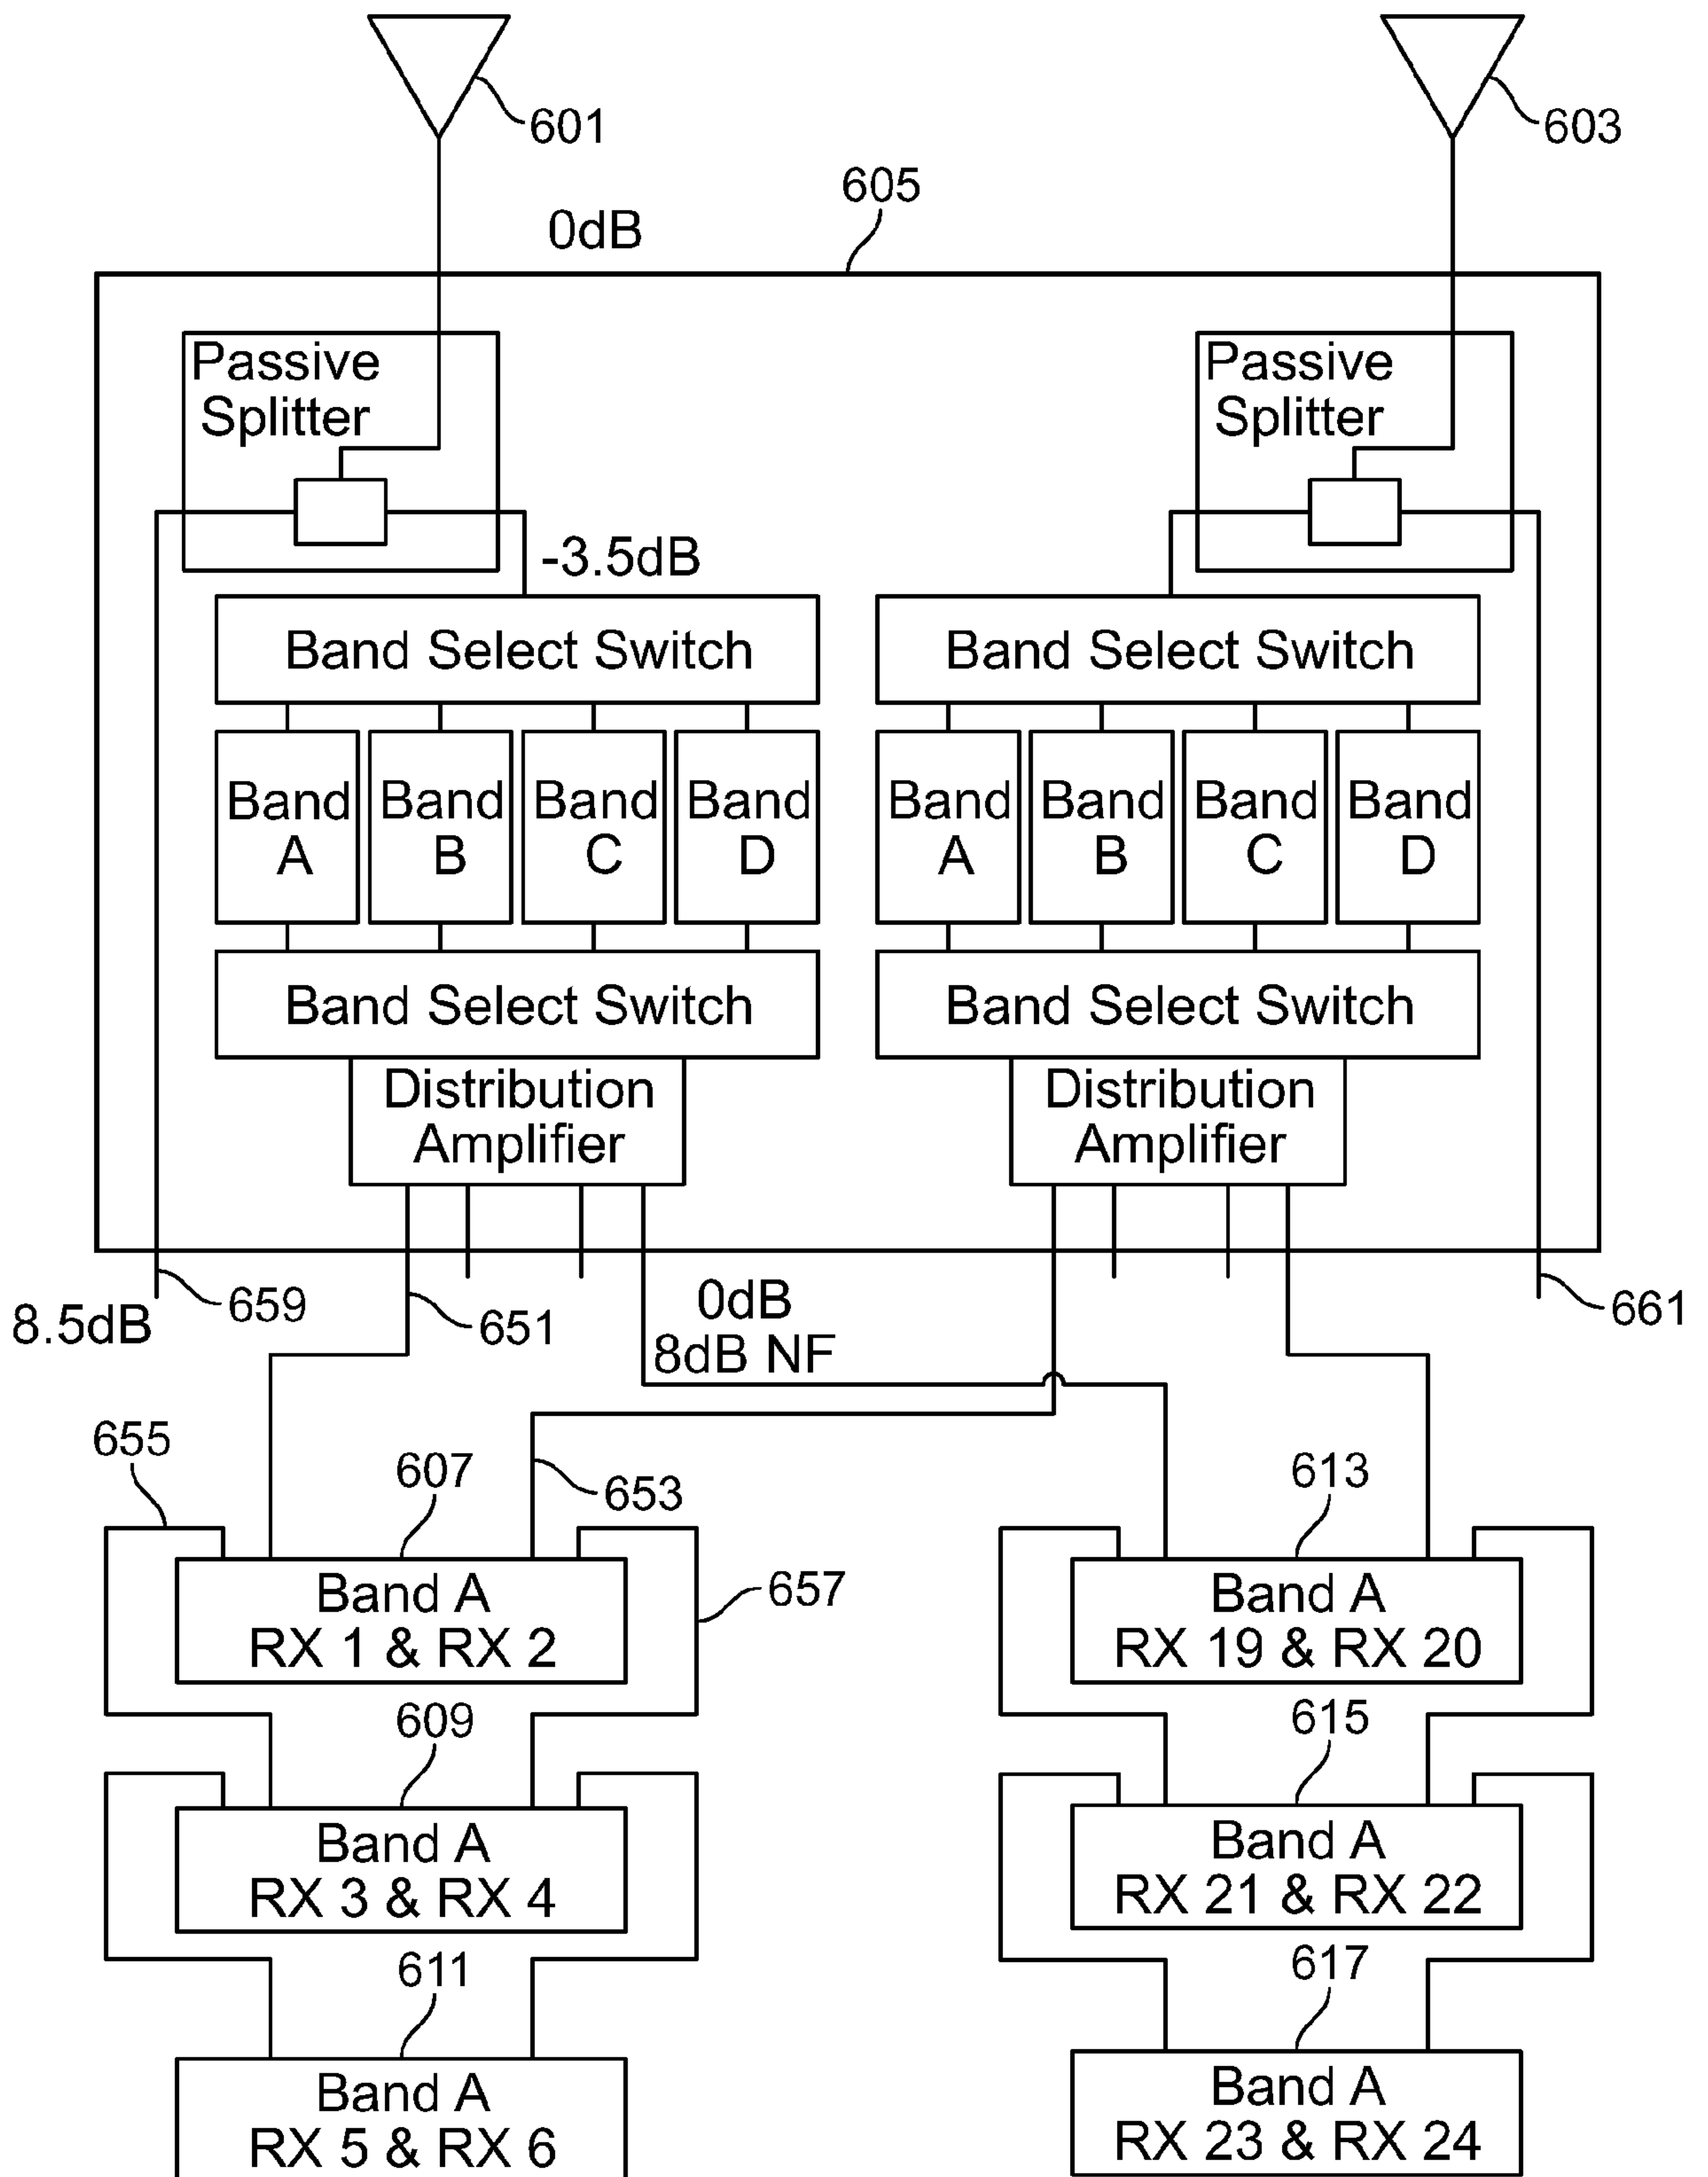 601
603
605
0dB
Passive
Splitter
Passive
Splitter
-3.5dB
Band Select Switch
Band Select Switch
Band
A
Band
B
Band
C
Band
D
Band
A
Band
B
Band
C
Band
D
Band Select Switch
Band Select Switch
Distribution
Amplifier
Distribution
Amplifier
659
8.5dB
651
0dB
8dB NF
661
655
607
653
613
Band A
RX 1 & RX 2
657
Band A
RX 19 & RX 20
609
615
Band A
RX 3 & RX 4
Band A
RX 21 & RX 22
611
617
Band A
RX 5 & RX 6
Band A
RX 23 & RX 24